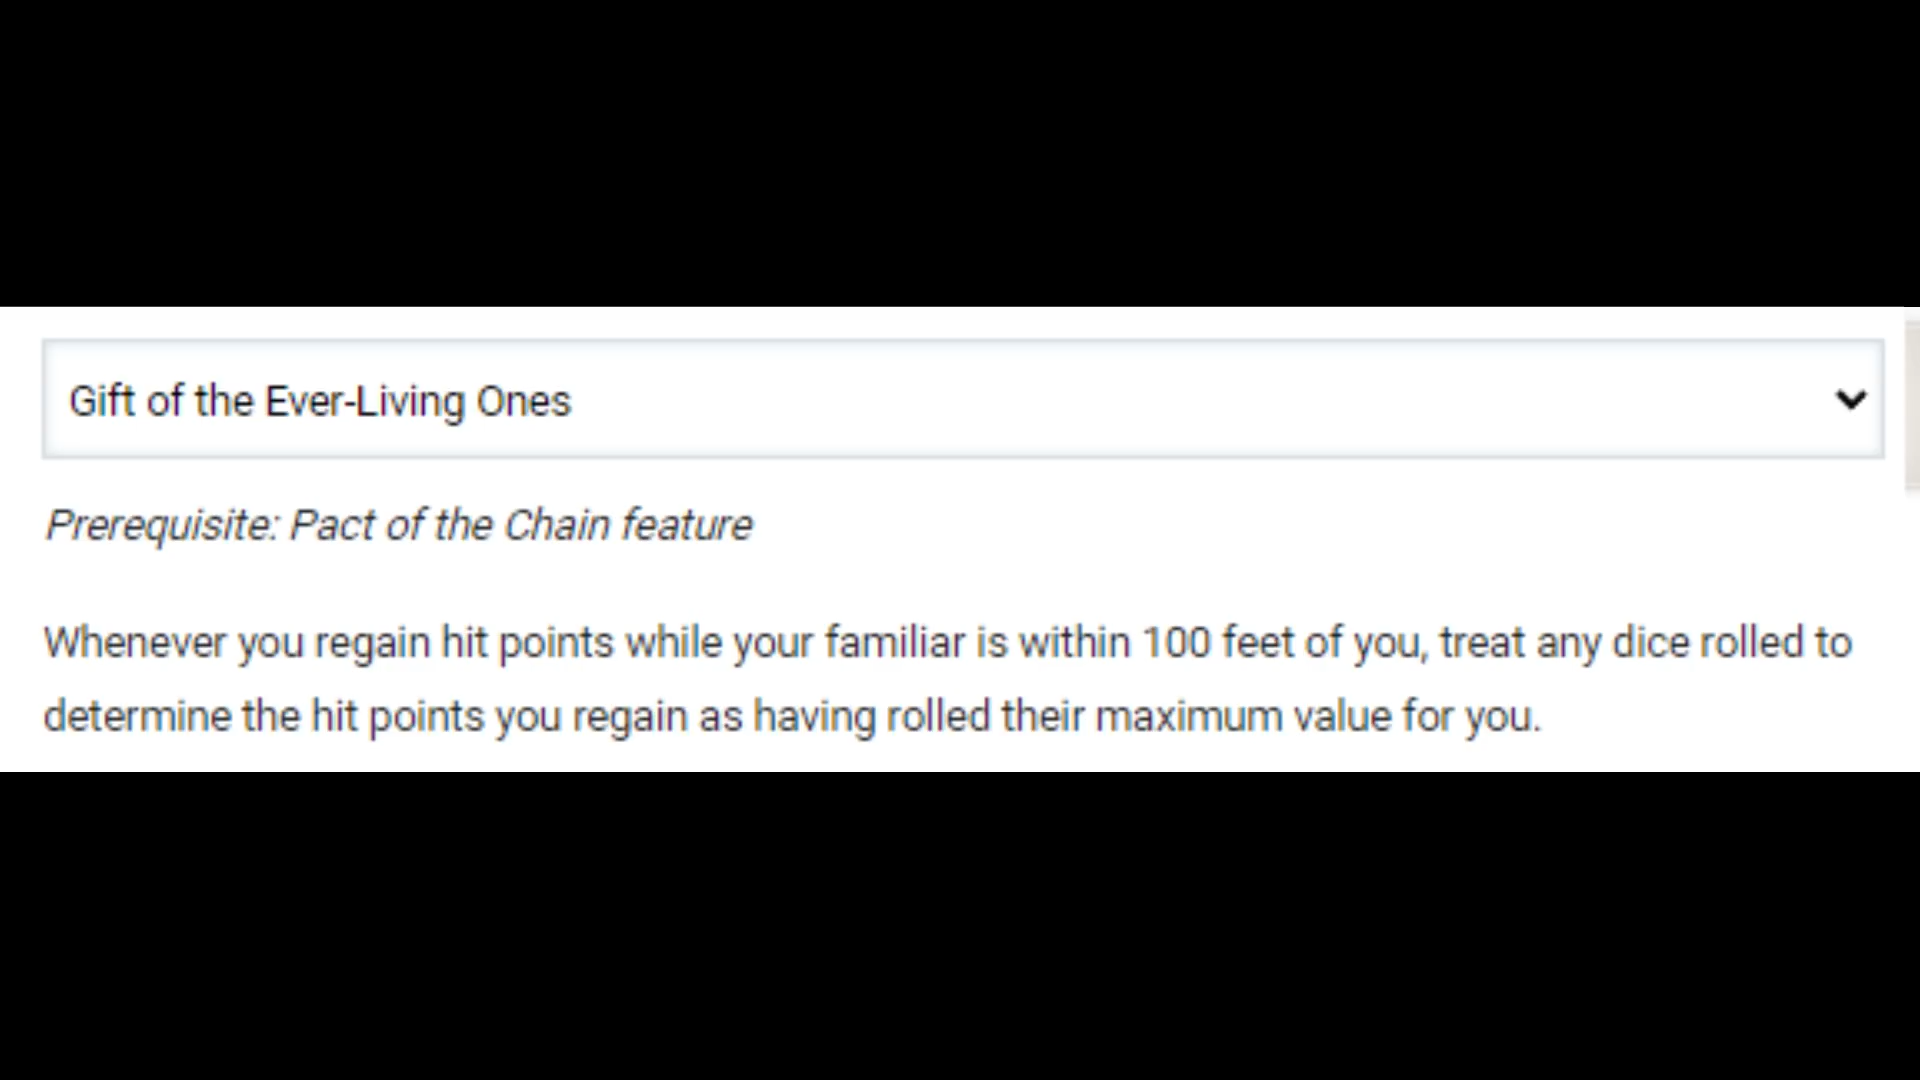 Gift of the Ever-Living Ones
Prerequisite: Pact of the Chain feature
Whenever you regain hit points while your familiar is within 100 feet of you, treat any dice rolled to
determine the hit points you regain as having rolled their maximum value for you.